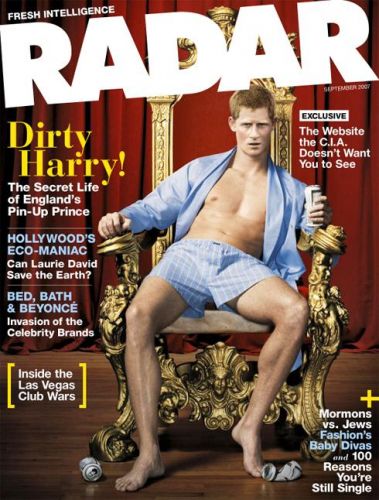 FRESH INTELLIGENCE
RADAR
SEPTEMBER 2007
Dirty
Harry!
The Secret Life
of England's
Pin-Up Prince
HOLLYWOOD'S
ECO-MANIAC
Can Laurie David
Save the Earth?
BED, BATH
& BEYONCÉ
Invasion of the
Celebrity Brands
[Inside the
Las Vegas
Club Wars]
EXCLUSIVE
The Website
the C.I.A.
Doesn't Want
You to See
+
Mormons
vs. Jews
Fashion's
Baby Divas
and 100
Reasons
You're
Still Single